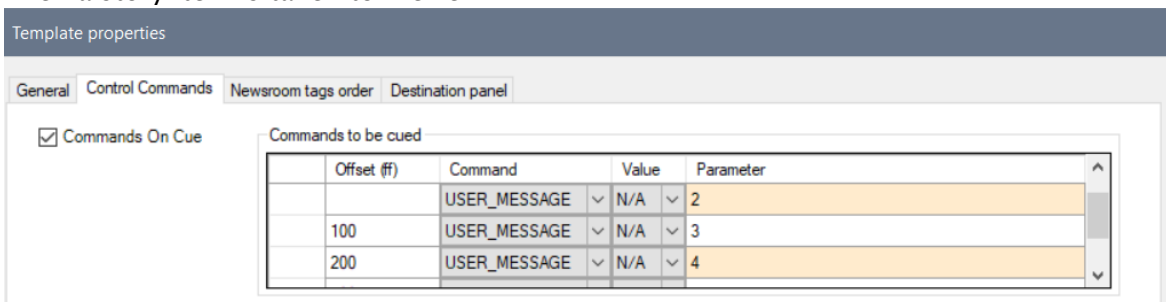 Template properties
General Control Commands Newsroom tags order Destination panel
Commands On Cue Commands to be cued
Offset (ff) Command Value Parameter
USER_MESSAGE N/A 2
100 USER_MESSAGE N/A 3
200 USER_MESSAGE N/A 4